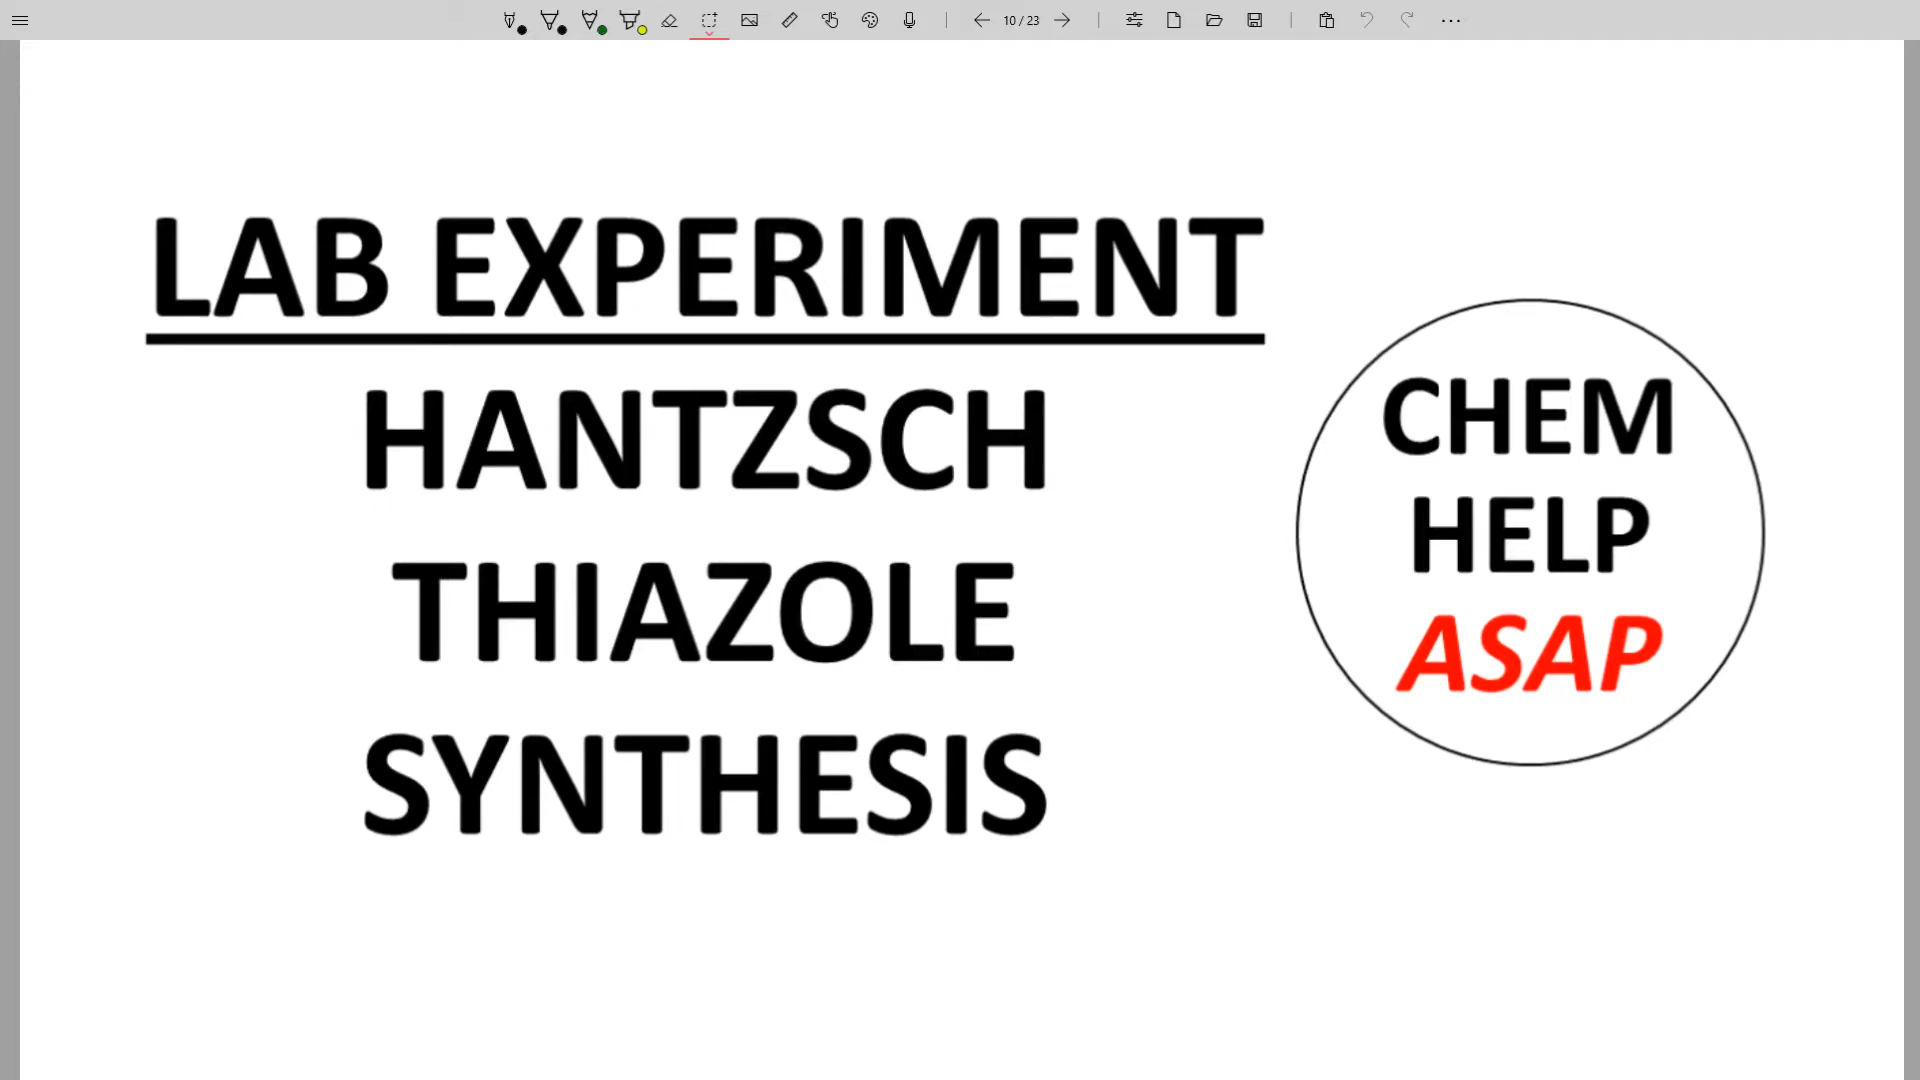 10 / 23
LAB EXPERIMENT
HANTZSCH
THIAZOLE
SYNTHESIS
CHEM
HELP
ASAP